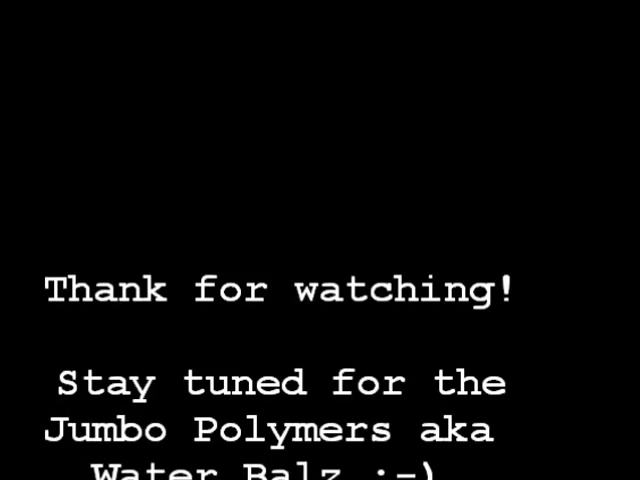 Thank for watching!
Stay tuned for the
Jumbo Polymers aka
Water Balz :-)